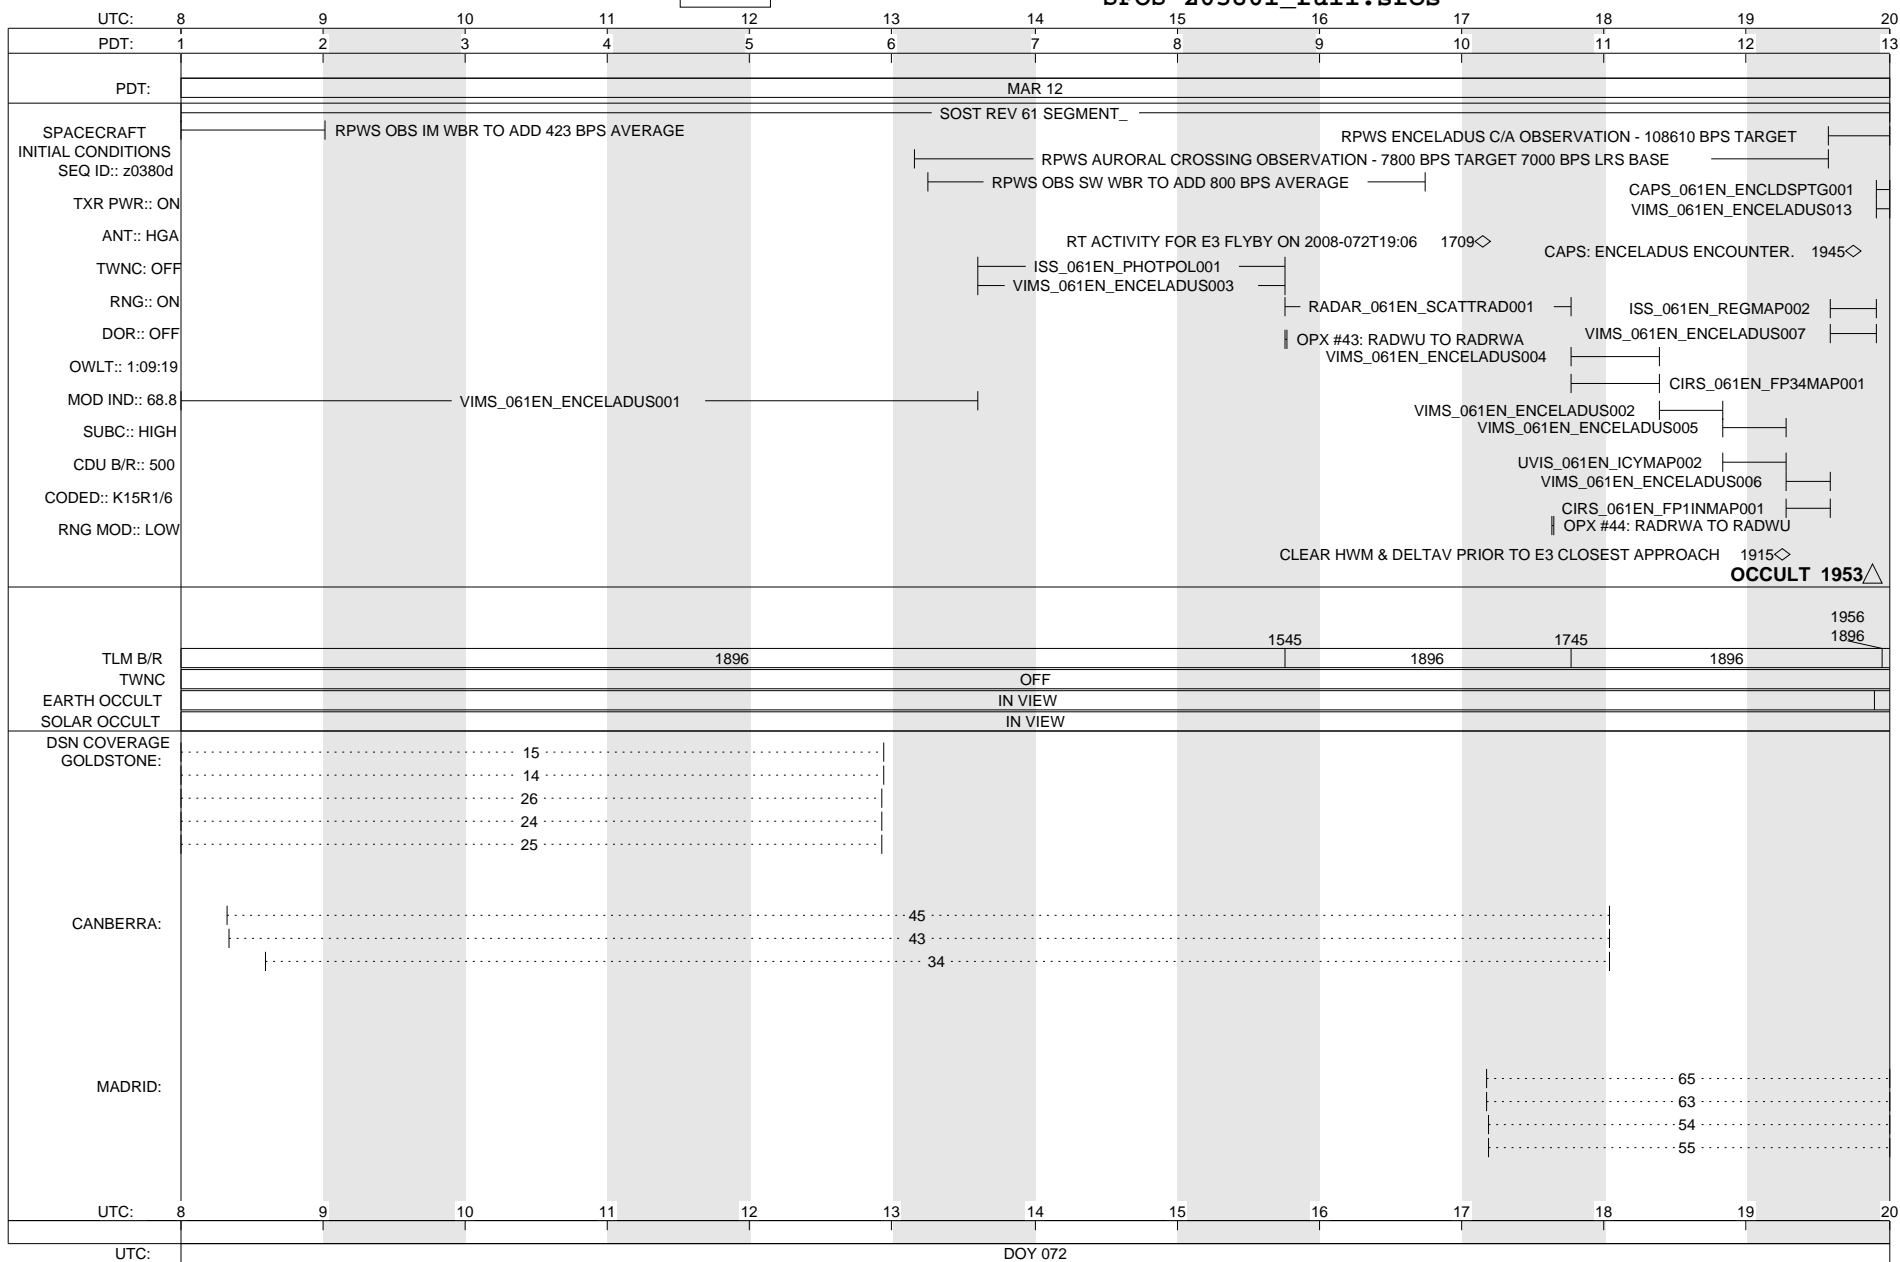 UTC: 8 9 10 11 12 13 14 15 16 17 18 19 20
PDT: 1 2 3 4 5 6 7 8 9 10 11 12 13
PDT: MAR 12
SOST REV 61 SEGMENT_
SPACECRAFT
INITIAL CONDITIONS
SEQ ID:: z0380d
TXR PWR:: ON
ANT:: HGA
TWNC: OFF
RNG:: ON
DOR:: OFF
OWLT:: 1:09:19
MOD IND:: 68.8
SUBC:: HIGH
CDU B/R:: 500
CODED:: K15R1/6
RNG MOD:: LOW
RPWS OBS IM WBR TO ADD 423 BPS AVERAGE
RPWS ENCELADUS C/A OBSERVATION - 108610 BPS TARGET
RPWS AURORAL CROSSING OBSERVATION - 7800 BPS TARGET 7000 BPS LRS BASE
RPWS OBS SW WBR TO ADD 800 BPS AVERAGE
CAPS_061EN_ENCLDSPTG001
VIMS_061EN_ENCELADUS013
RT ACTIVITY FOR E3 FLYBY ON 2008-072T19:06 1709
CAPS: ENCELADUS ENCOUNTER. 1945
ISS_061EN_PHOTPOL001
VIMS_061EN_ENCELADUS003
RADAR_061EN_SCATTRAD001
ISS_061EN_REGMAP002
VIMS_061EN_ENCELADUS007
OPX #43: RADWU TO RADRWA
VIMS_061EN_ENCELADUS004
CIRS_061EN_FP34MAP001
VIMS_061EN_ENCELADUS001
VIMS_061EN_ENCELADUS002
VIMS_061EN_ENCELADUS005
UVIS_061EN_ICYMAP002
VIMS_061EN_ENCELADUS006
CIRS_061EN_FP1INMAP001
OPX #44: RADRWA TO RADWU
CLEAR HWM & DELTAV PRIOR TO E3 CLOSEST APPROACH 1915
OCCULT 1953
1956
1545 1745 1896
TLM B/R 1896 1896 1896
TWNC OFF
EARTH OCCULT IN VIEW
SOLAR OCCULT IN VIEW
DSN COVERAGE
GOLDSTONE:
15
14
26
24
25
CANBERRA:
45
43
34
MADRID:
65
63
54
55
UTC: 8 9 10 11 12 13 14 15 16 17 18 19 20
UTC: DOY 072